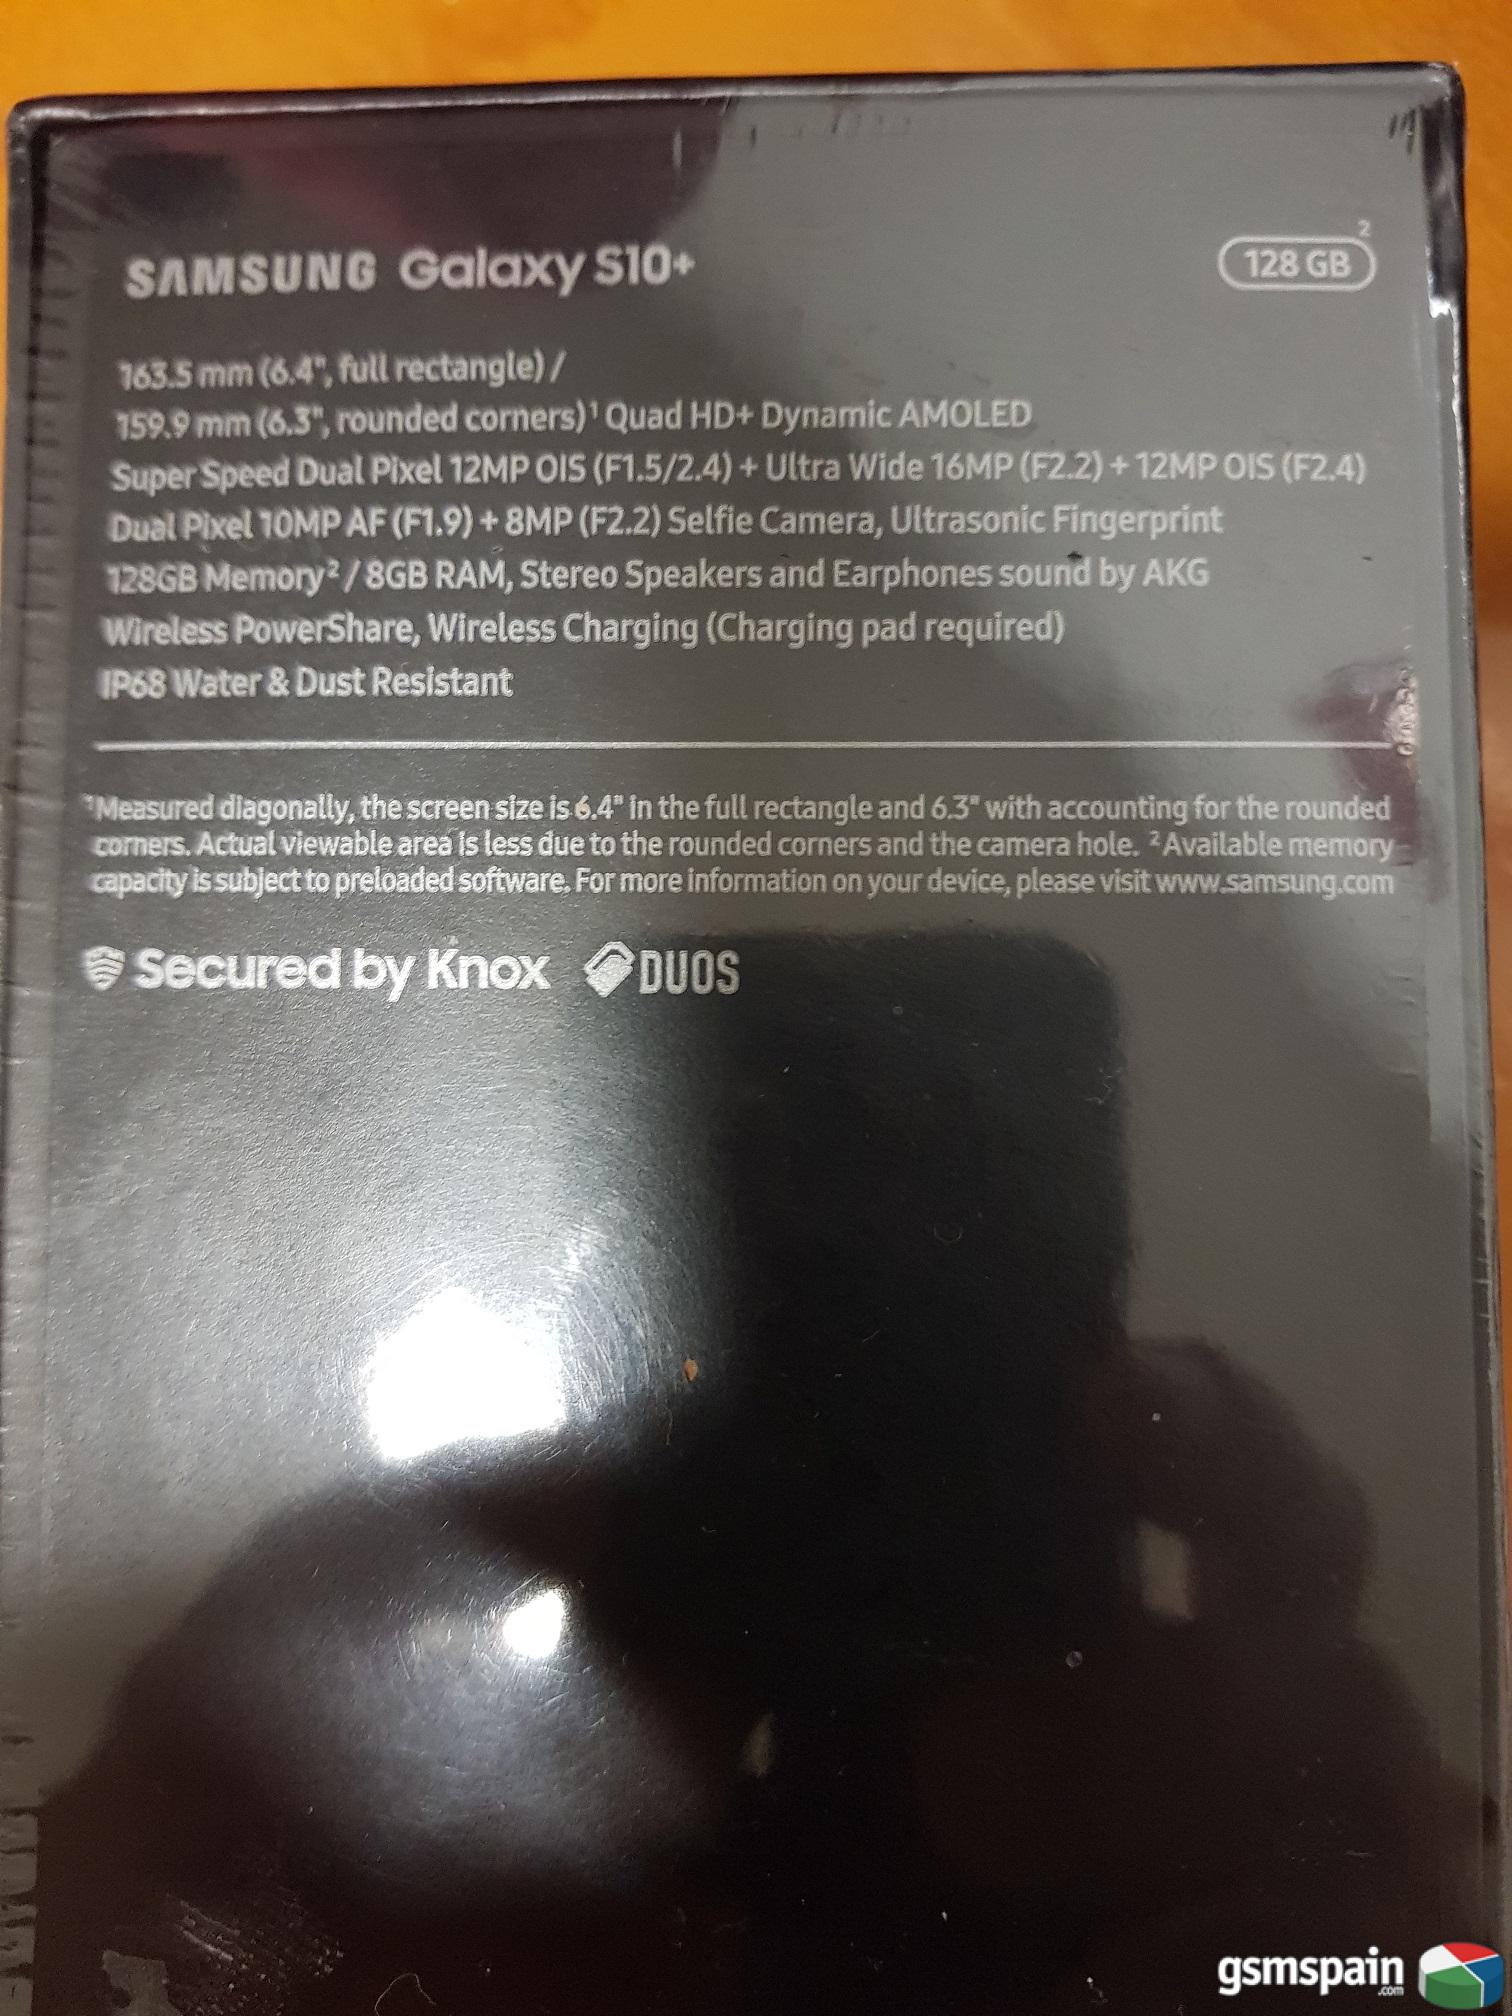 SAMSUNG Galaxy S10+
128 GB ²
163.5 mm (6.4", full rectangle) /
159.9 mm (6.3", rounded corners)¹ Quad HD+ Dynamic AMOLED
Super Speed Dual Pixel 12MP OIS (F1.5/2.4) + Ultra Wide 16MP (F2.2) + 12MP OIS (F2.4)
Dual Pixel 10MP AF (F1.9) + 8MP (F2.2) Selfie Camera, Ultrasonic Fingerprint
128GB Memory² / 8GB RAM, Stereo Speakers and Earphones sound by AKG
Wireless PowerShare, Wireless Charging (Charging pad required)
IP68 Water & Dust Resistant
¹Measured diagonally, the screen size is 6.4" in the full rectangle and 6.3" with accounting for the rounded
corners. Actual viewable area is less due to the rounded corners and the camera hole. ²Available memory
capacity is subject to preloaded software. For more information on your device, please visit www.samsung.com
Secured by Knox DUOS
gsmspain.com